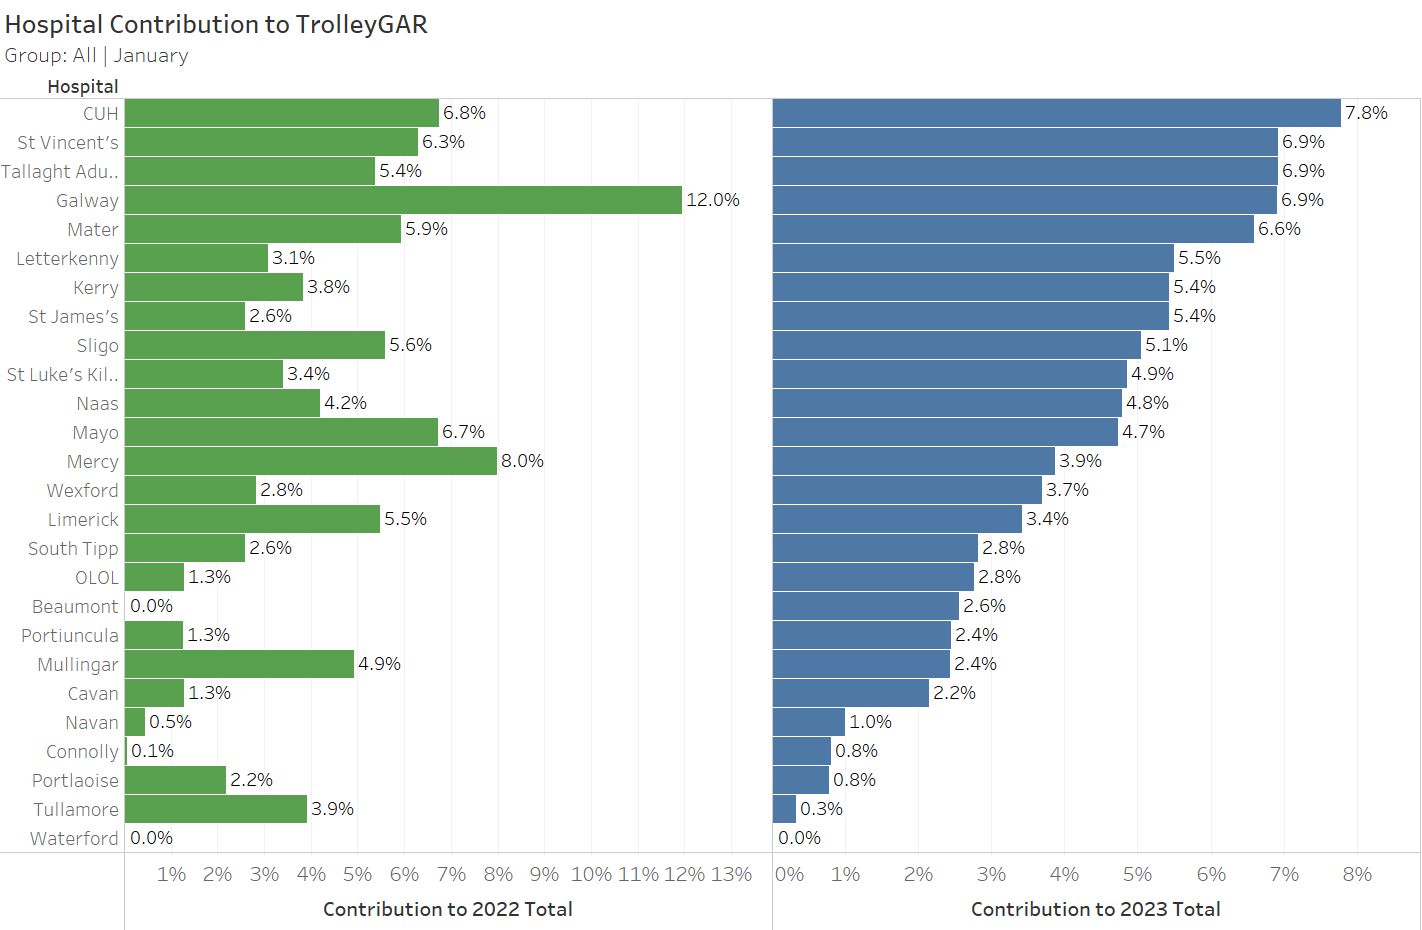 Hospital Contribution to TrolleyGAR
Group: All | January
Hospital
CUH 6.8% 7.8%
St Vincent's 6.3% 6.9%
Tallaght Adu.. 5.4% 6.9%
Galway 12.0% 6.9%
Mater 5.9% 6.6%
Letterkenny 3.1% 5.5%
Kerry 3.8% 5.4%
St James's 2.6% 5.4%
Sligo 5.6% 5.1%
St Luke's Kil.. 3.4% 4.9%
Naas 4.2% 4.8%
Mayo 6.7% 4.7%
Mercy 8.0% 3.9%
Wexford 2.8% 3.7%
Limerick 5.5% 3.4%
South Tipp 2.6% 2.8%
OLOL 1.3% 2.8%
Beaumont 0.0% 2.6%
Portiuncula 1.3% 2.4%
Mullingar 4.9% 2.4%
Cavan 1.3% 2.2%
Navan 0.5% 1.0%
Connolly 0.1% 0.8%
Portlaoise 2.2% 0.8%
Tullamore 3.9% 0.3%
Waterford 0.0% 0.0%
1% 2% 3% 4% 5% 6% 7% 8% 9% 10% 11% 12% 13% 0% 1% 2% 3% 4% 5% 6% 7% 8%
Contribution to 2022 Total Contribution to 2023 Total